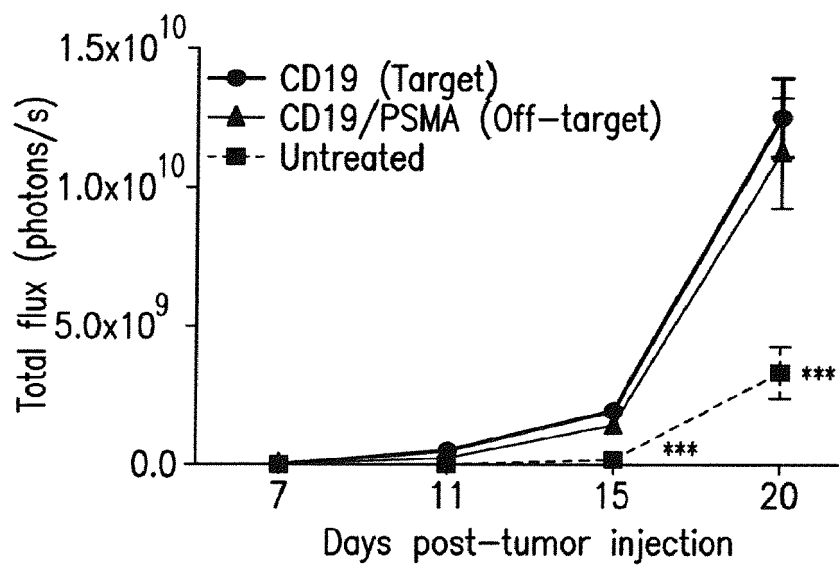 1.5x10^10
1.0x10^10
5.0x10^9
0.0
Total flux (photons/s)
CD19 (Target)
CD19/PSMA (Off-target)
Untreated
***
***
7 11 15 20
Days post-tumor injection